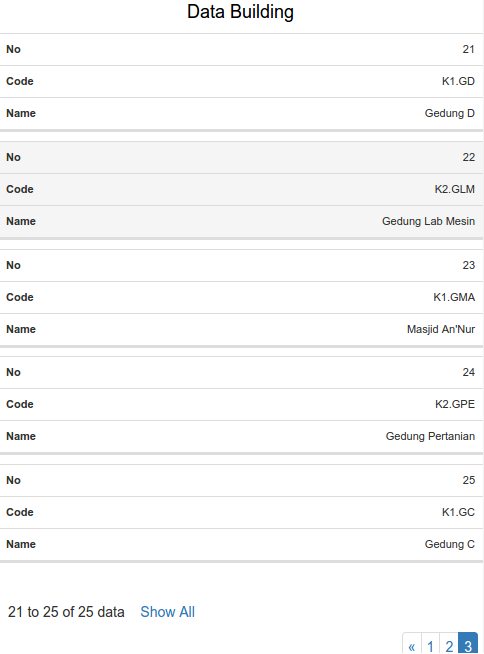 Data Building
No 21
Code K1.GD
Name Gedung D
No 22
Code K2.GLM
Name Gedung Lab Mesin
No 23
Code K1.GMA
Name Masjid An'Nur
No 24
Code K2.GPE
Name Gedung Pertanian
No 25
Code K1.GC
Name Gedung C
21 to 25 of 25 data Show All
« 1 2 3